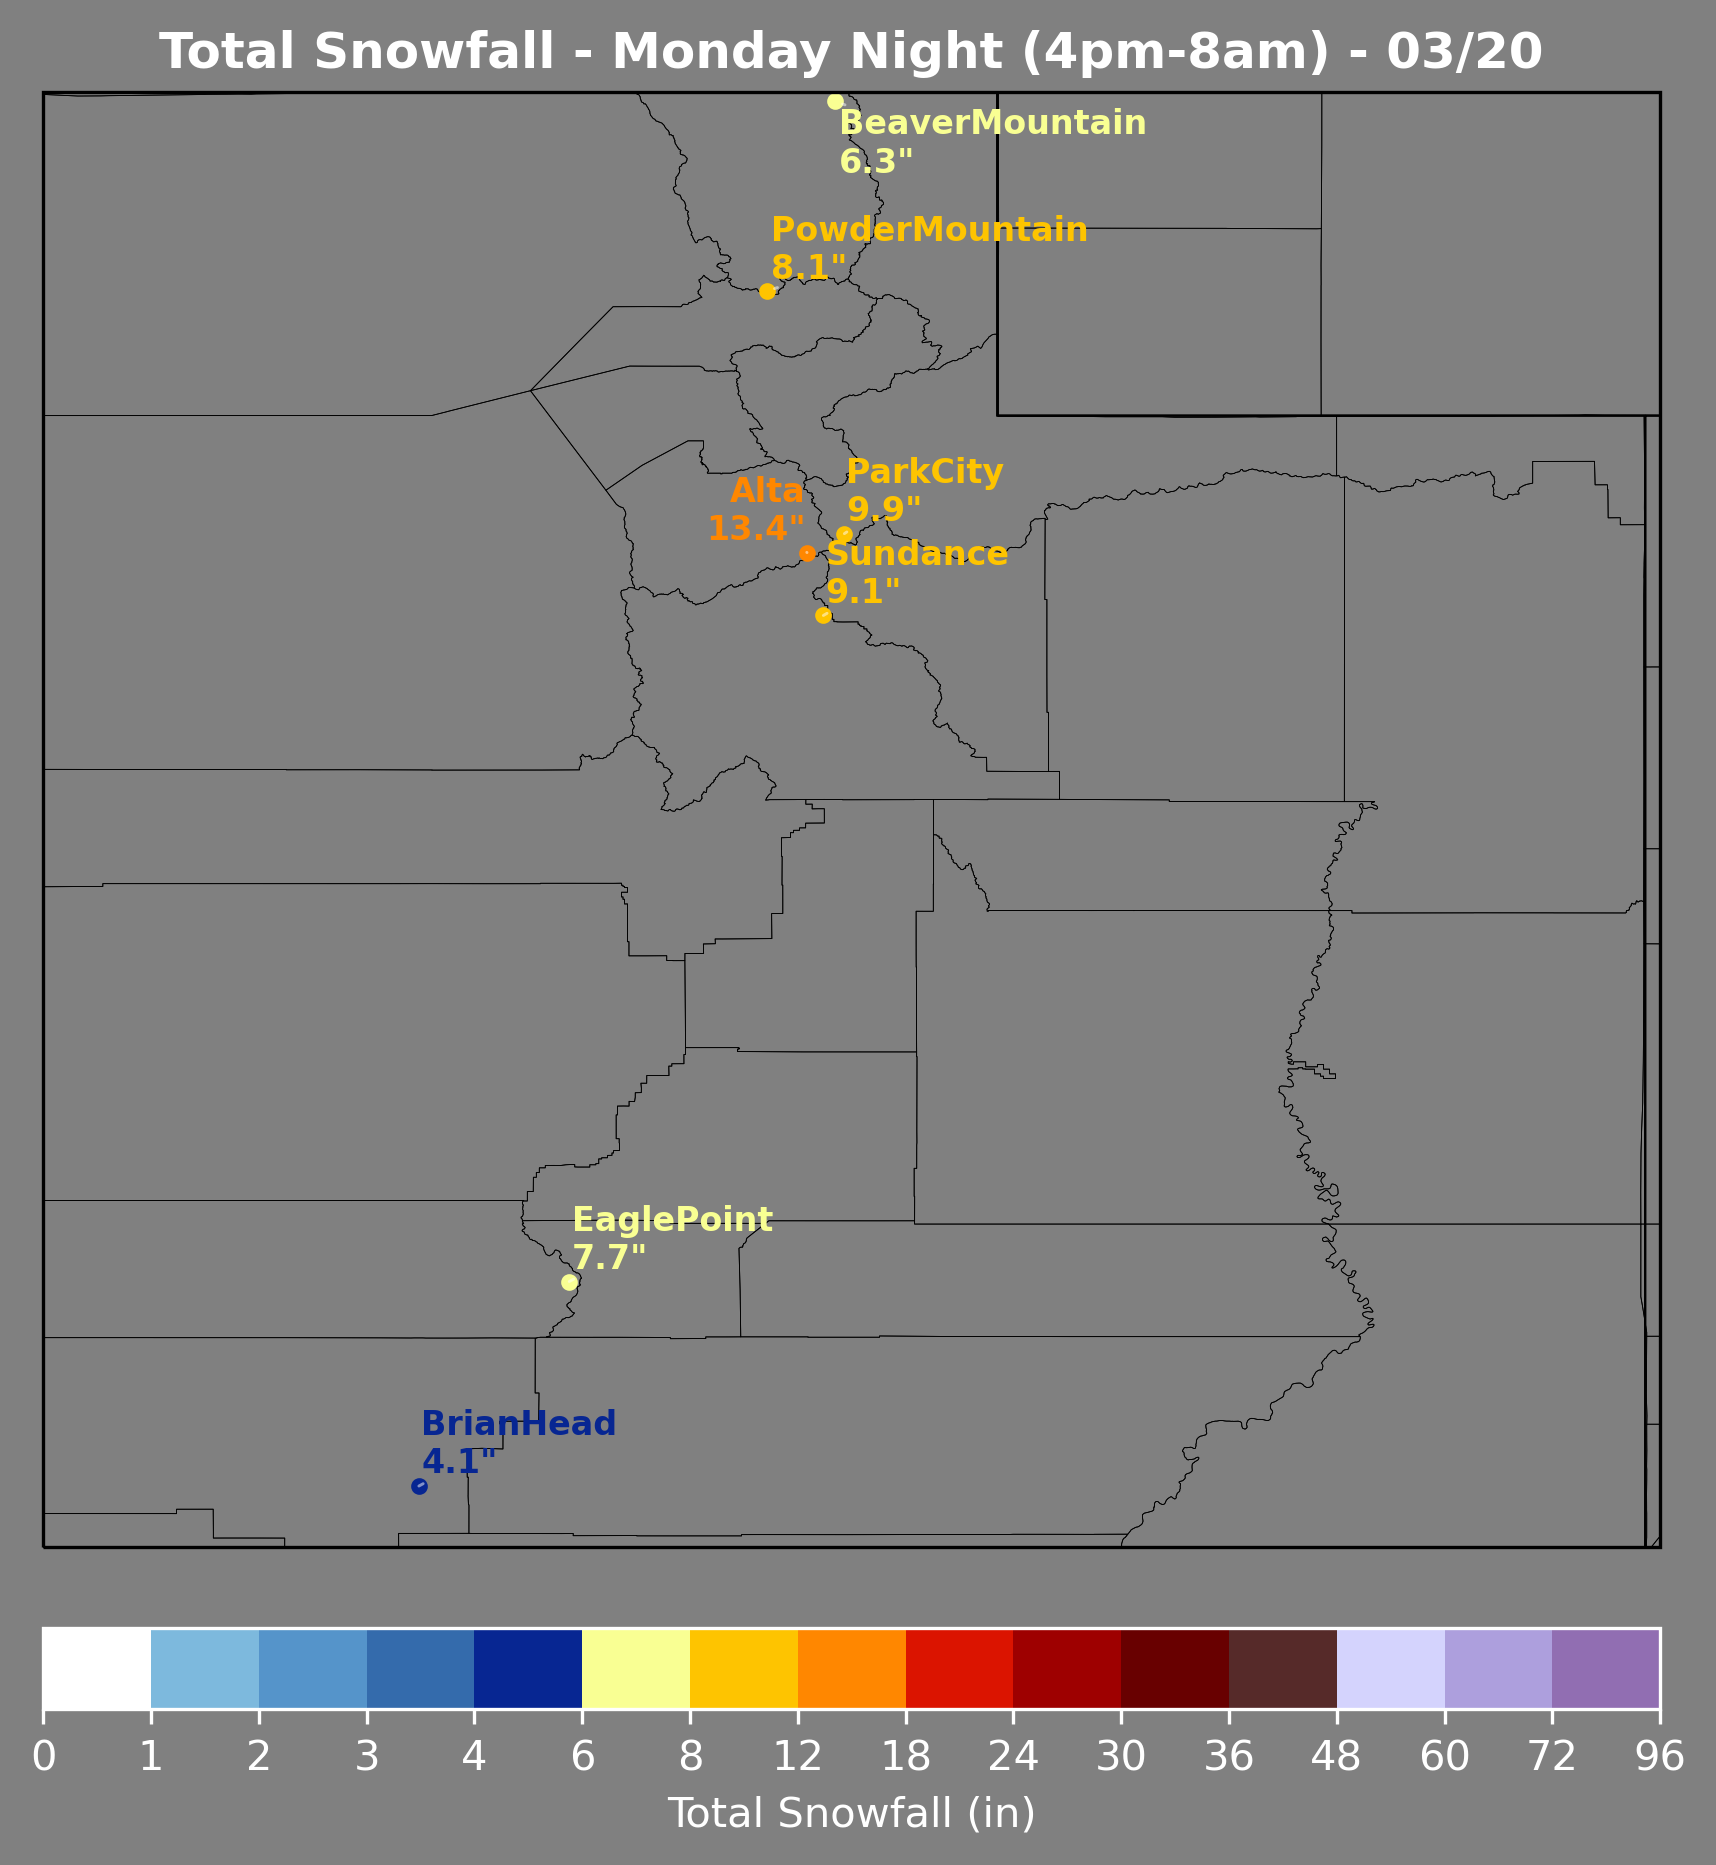 Total Snowfall - Monday Night (4pm-8am) - 03/20
BeaverMountain
6.3"
PowderMountain
8.1"
ParkCity
9.9"
Alta
13.4"
Sundance
9.1"
EaglePoint
7.7"
BrianHead
4.1"
0 1 2 3 4 6 8 12 18 24 30 36 48 60 72 96
Total Snowfall (in)